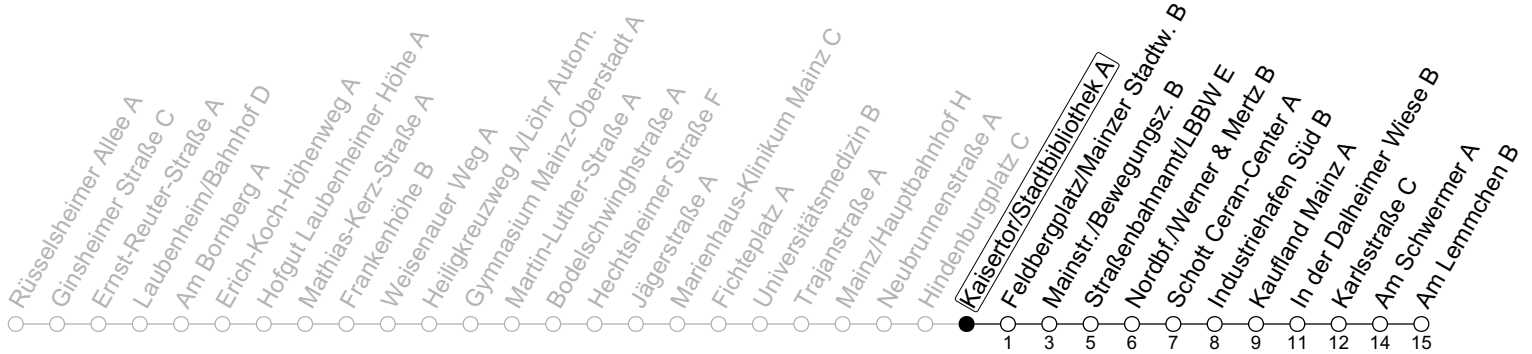 Rüsselsheimer Allee A
Ginsheimer Straße C
Ernst-Reuter-Straße A
Laubenheim/Bahnhof D
Am Bornberg A
Erich-Koch-Höhenweg A
Hofgut Laubenheimer Höhe A
Mathias-Kerz-Straße A
Frankenhöhe B
Weisenauer Weg A
Heiligkreuzweg A/Löhr Autom.
Gymnasium Mainz-Oberstadt A
Martin-Luther-Straße A
Bodelschwinghstraße A
Hechtsheimer Straße F
Jägerstraße A
Marienhaus-Klinikum Mainz C
Fichteplatz A
Universitätsmedizin B
Trajanstraße A
Mainz/Hauptbahnhof H
Neubrunnenstraße A
Hindenburgplatz C
Kaisertor/Stadtbibliothek A
Feldbergplatz/Mainzer Stadtw. B
Mainstr./Bewegungsz. B
Straßenbahnamt/LBBW E
Nordbf./Werner & Mertz B
Schott Ceran-Center A
Industriehafen Süd B
Kaufland Mainz A
In der Dalheimer Wiese B
Karlsstraße C
Am Schwermer A
Am Lemmchen B
1 3 5 6 7 8 9 11 12 14 15